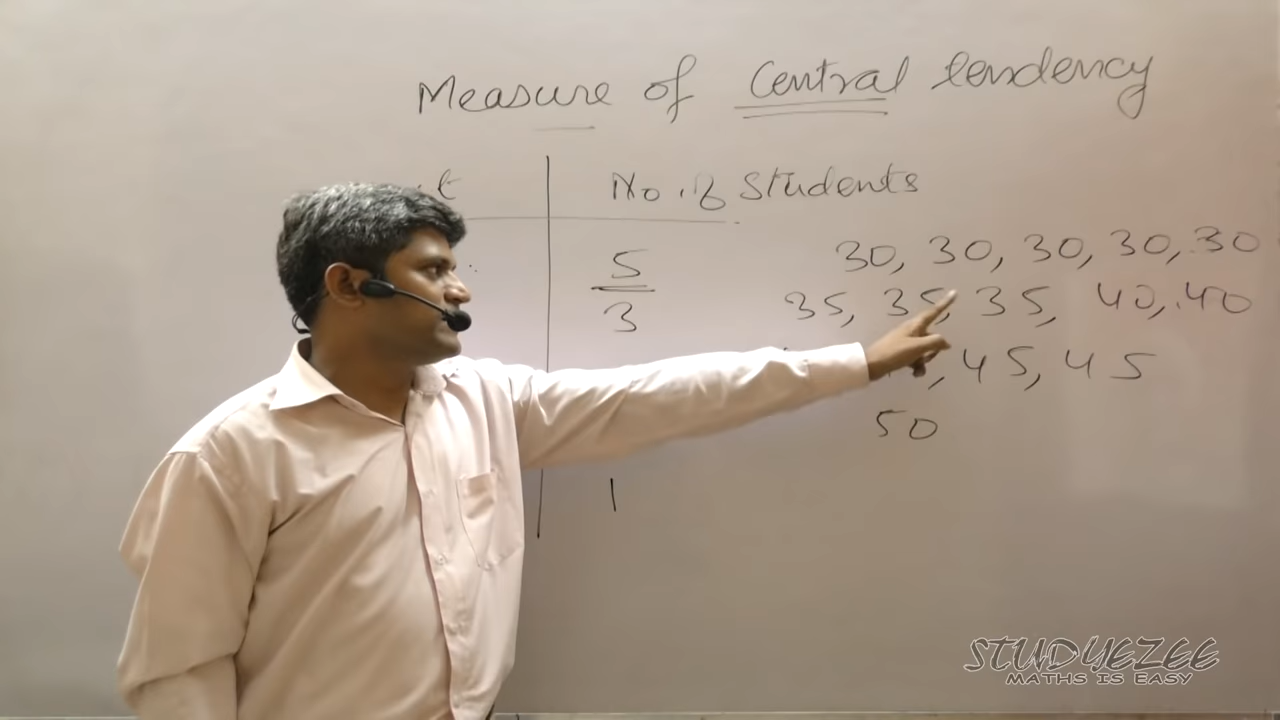 Measure of Central tendency
No. of Students
5
30, 30, 30, 30, 30
3
35, 35, 35, 40, 40
, 45, 45
50
1
STUDYEZEE
MATHS IS EASY